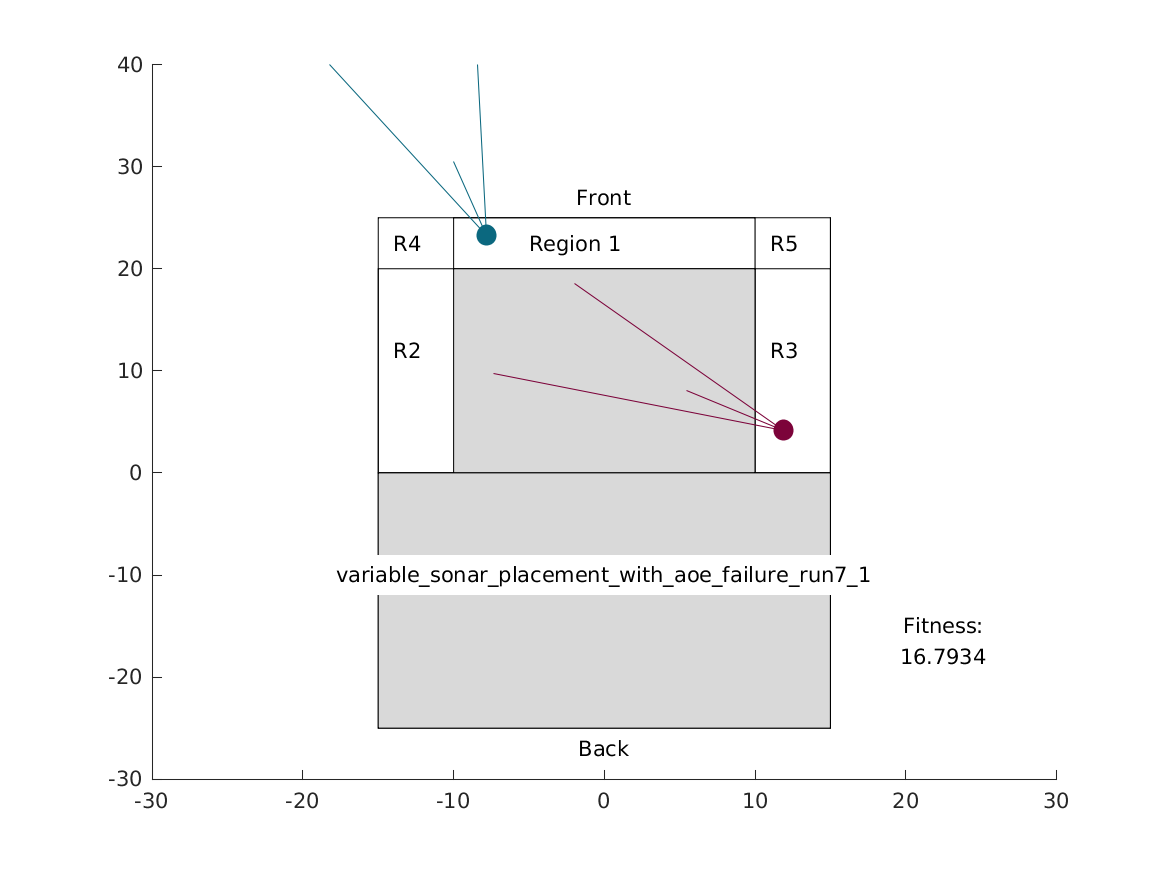 40
30
Front
R4
Region 1
R5
20
R2
R3
10
0
-10
variable_sonar_placement_with_aoe_failure_run7_1
Fitness:
16.7934
-20
Back
-30
-30
-20
-10
0
10
20
30